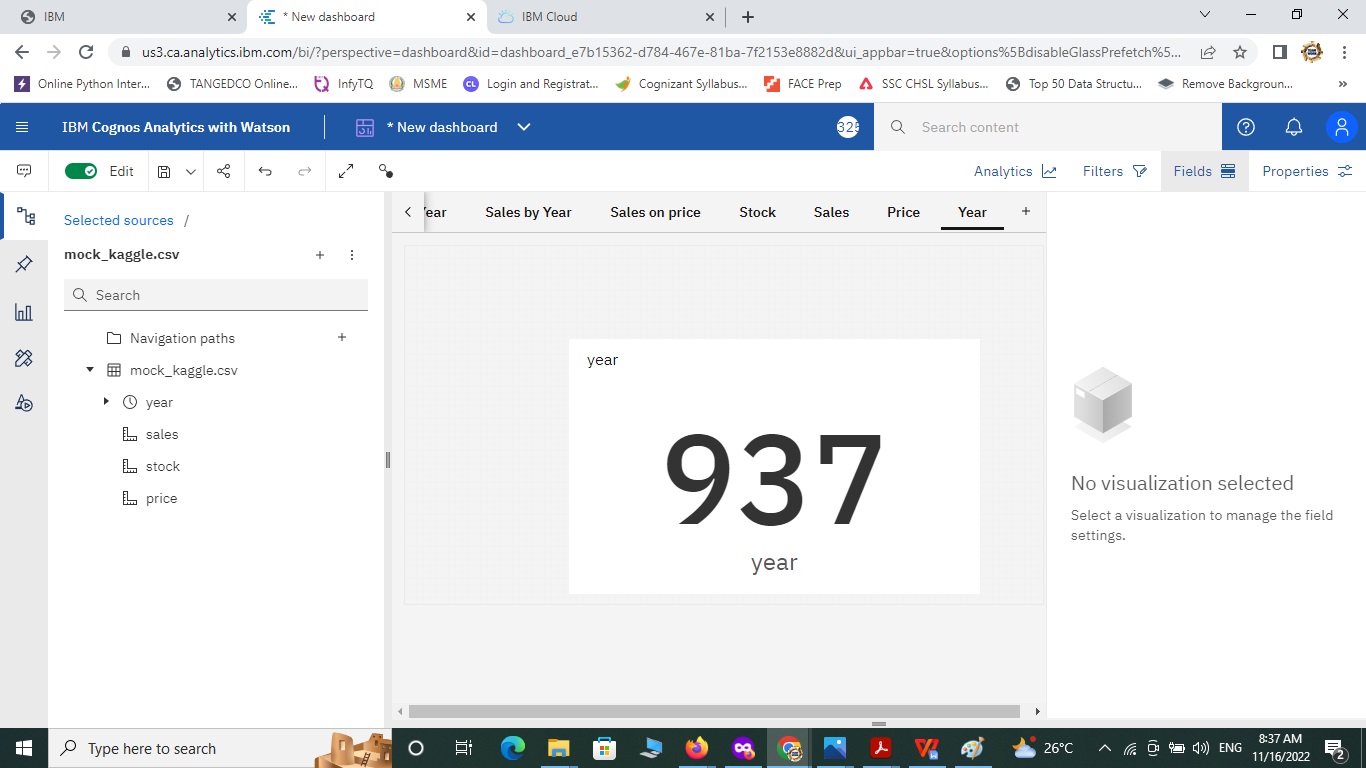 IBM
* New dashboard
IBM Cloud
us3.ca.analytics.ibm.com/bi/?perspective=dashboard&id=dashboard_e7b15362-d784-467e-81ba-7f2153e8882d&ui_appbar=true&options%5BdisableGlassPrefetch%5...
Online Python Inter...
TANGEDCO Online...
InfyTQ
MSME
CL Login and Registrat...
Cognizant Syllabus...
FACE Prep
SSC CHSL Syllabus...
Top 50 Data Structu...
Remove Backgroun...
»
IBM Cognos Analytics with Watson
* New dashboard
Search content
Edit
Analytics
Filters
Fields
Properties
Selected sources /
Year
Sales by Year
Sales on price
Stock
Sales
Price
Year
mock_kaggle.csv
Search
Navigation paths
mock_kaggle.csv
year
sales
stock
price
year
937
year
No visualization selected
Select a visualization to manage the field
settings.
Type here to search
26°C
ENG
8:37 AM
11/16/2022
2